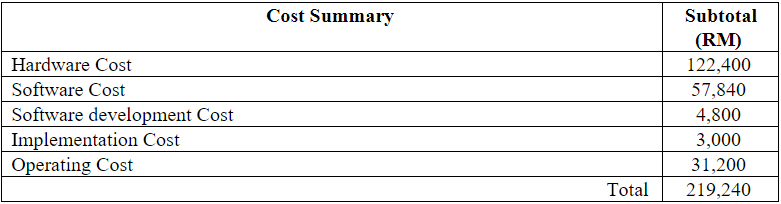 Cost Summary Subtotal
(RM)
Hardware Cost 122,400
Software Cost 57,840
Software development Cost 4,800
Implementation Cost 3,000
Operating Cost 31,200
Total 219,240